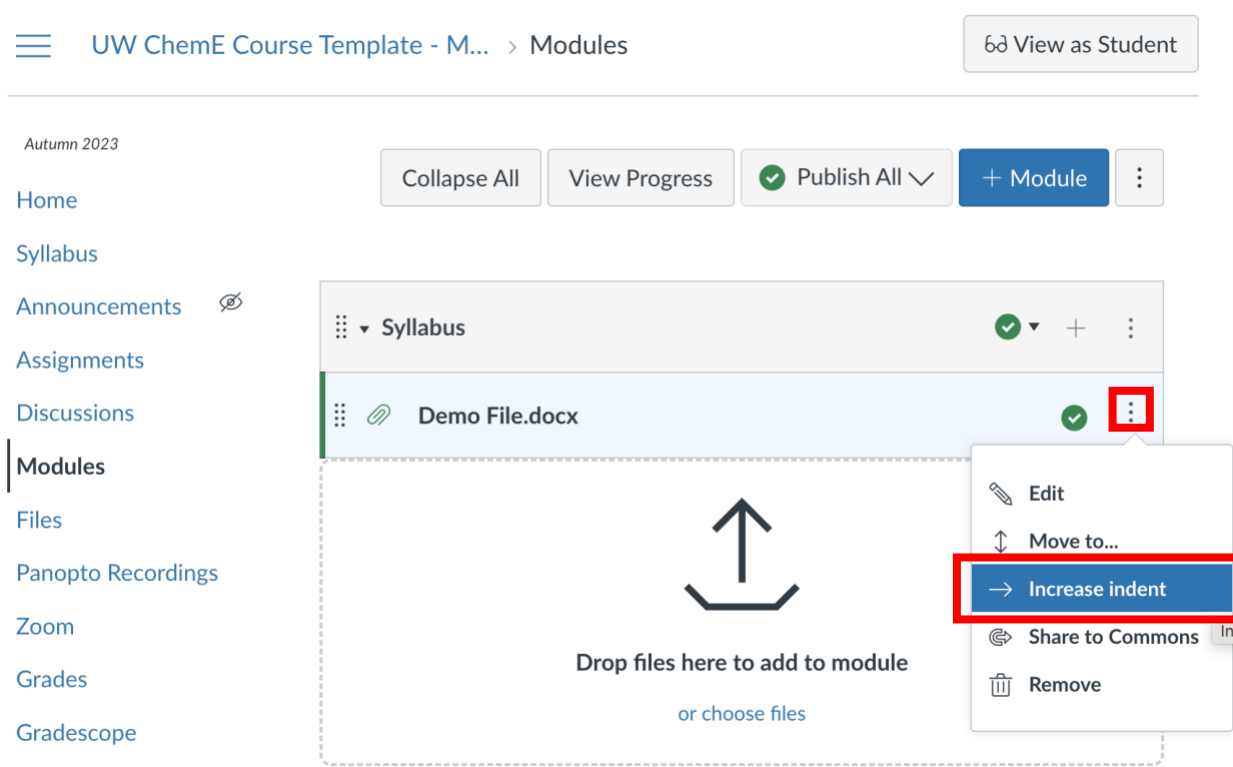 UW ChemE Course Template - M... > Modules
View as Student
Autumn 2023
Collapse All
View Progress
Publish All
+ Module
Home
Syllabus
Announcements
Assignments
Discussions
Modules
Files
Panopto Recordings
Zoom
Grades
Gradescope
Syllabus
Demo File.docx
Drop files here to add to module
or choose files
Edit
Move to...
Increase indent
Share to Commons
Remove